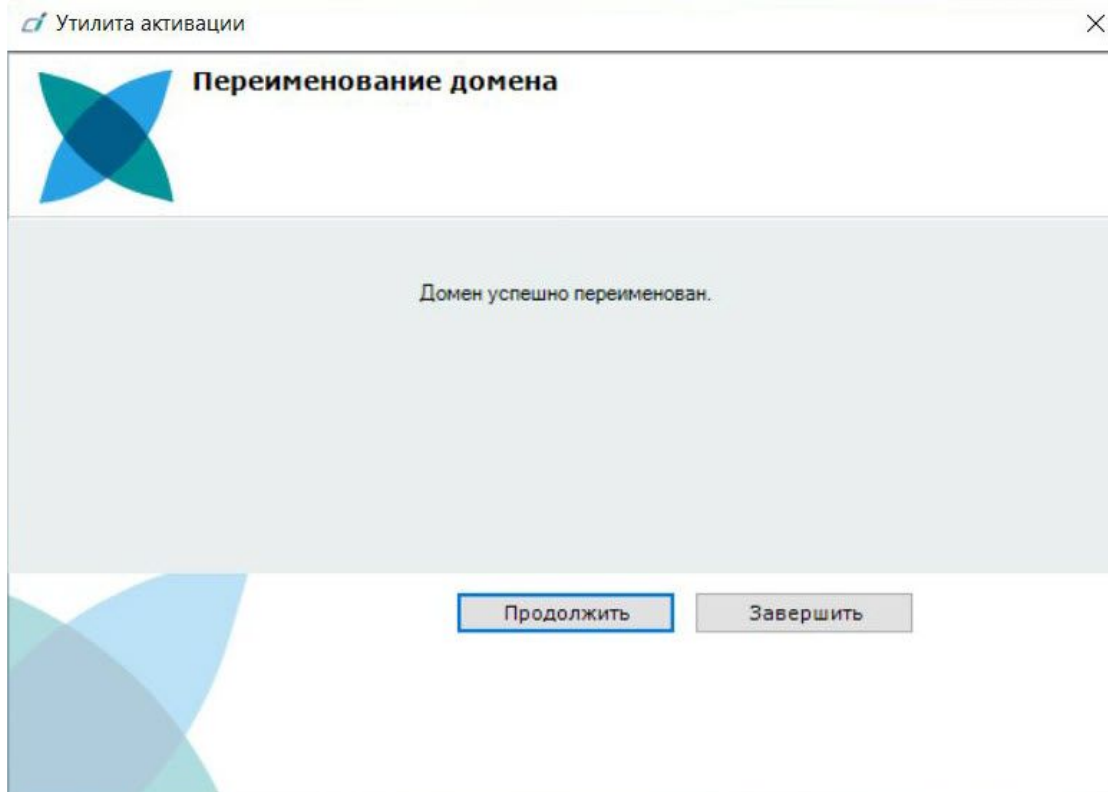 Утилита активации
Переименование домена
Домен успешно переименован.
Продолжить
Завершить